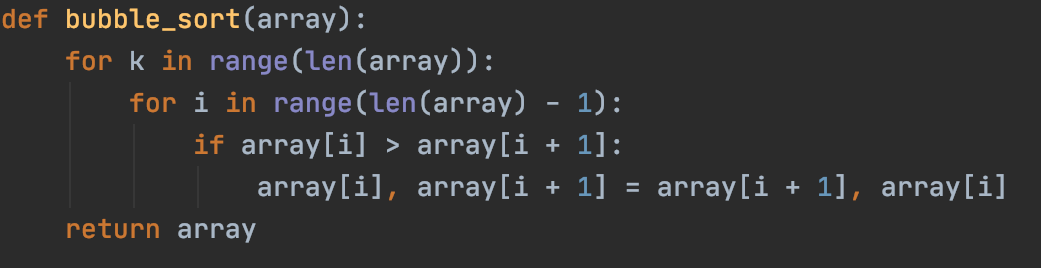 def bubble_sort(array):
    for k in range(len(array)):
        for i in range(len(array) - 1):
            if array[i] > array[i + 1]:
                array[i], array[i + 1] = array[i + 1], array[i]
    return array